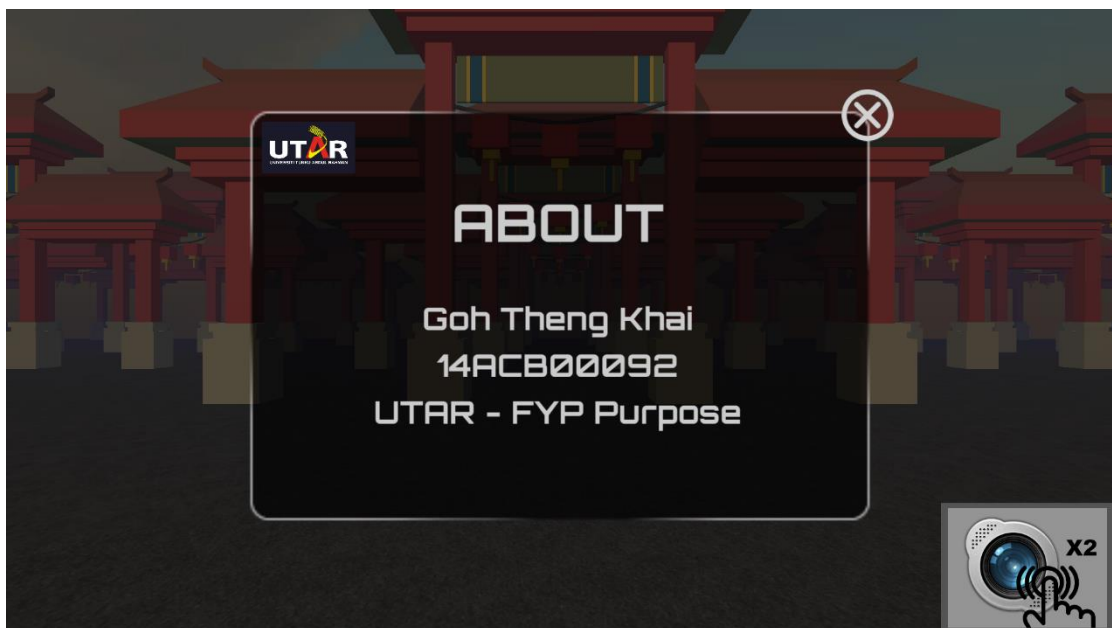 UTAR
ABOUT
Goh Theng Khai
14ACB00092
UTAR - FYP Purpose
X2